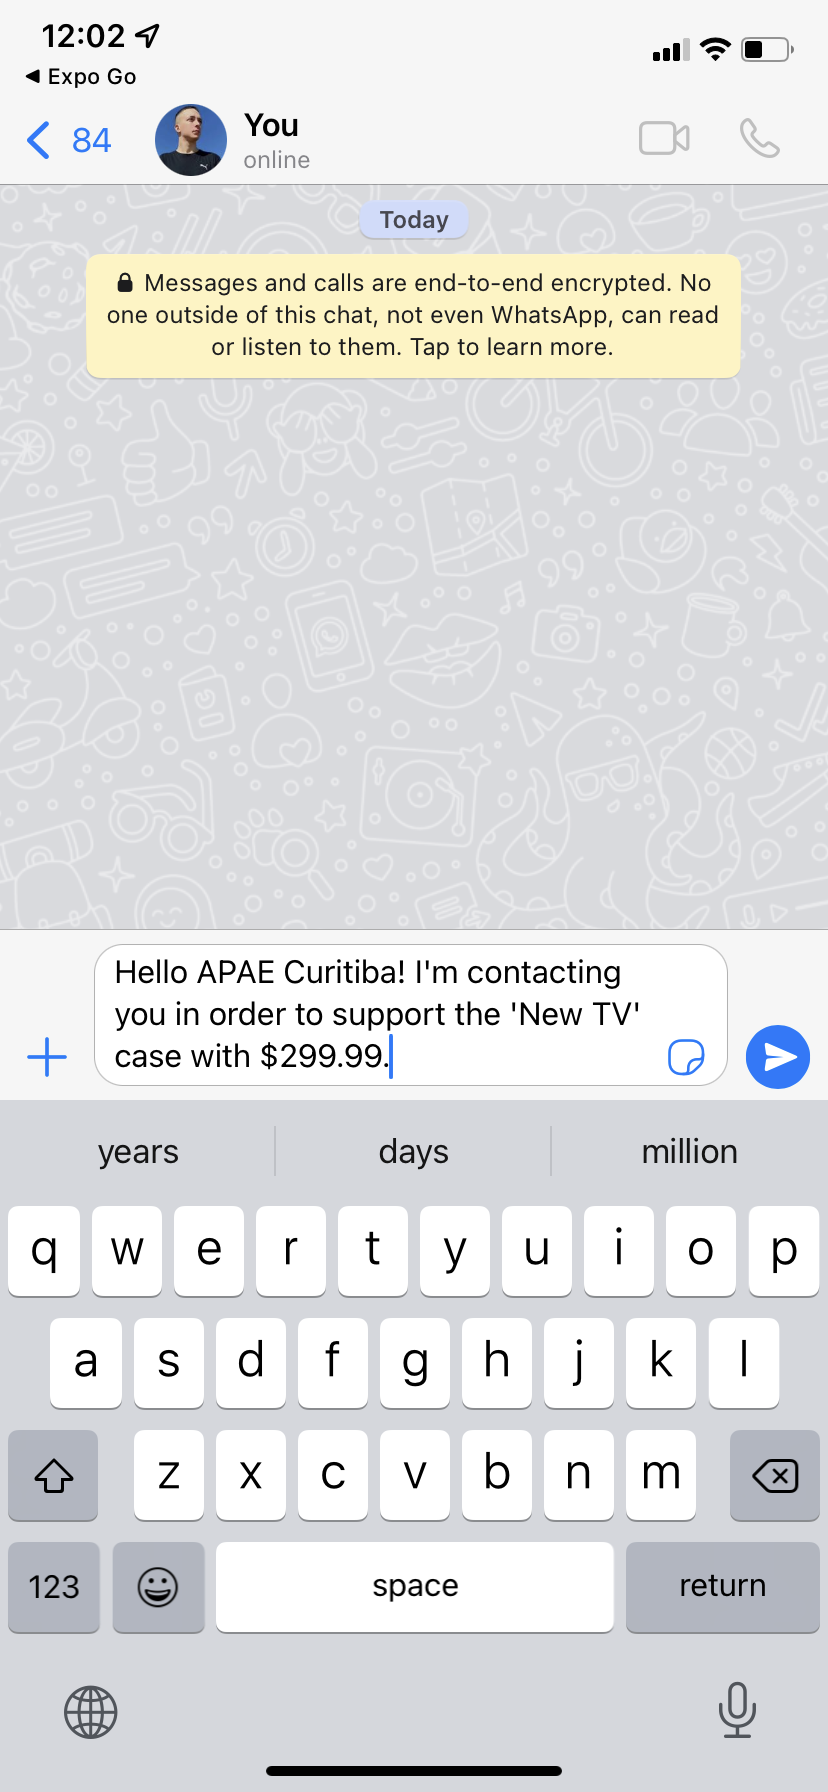 12:02
Expo Go
84
You
online
Today
Messages and calls are end-to-end encrypted. No
one outside of this chat, not even WhatsApp, can read
or listen to them. Tap to learn more.
Hello APAE Curitiba! I'm contacting
you in order to support the 'New TV'
case with $299.99.
years days million
q w e r t y u i o p
a s d f g h j k l
z x c v b n m
123 space return